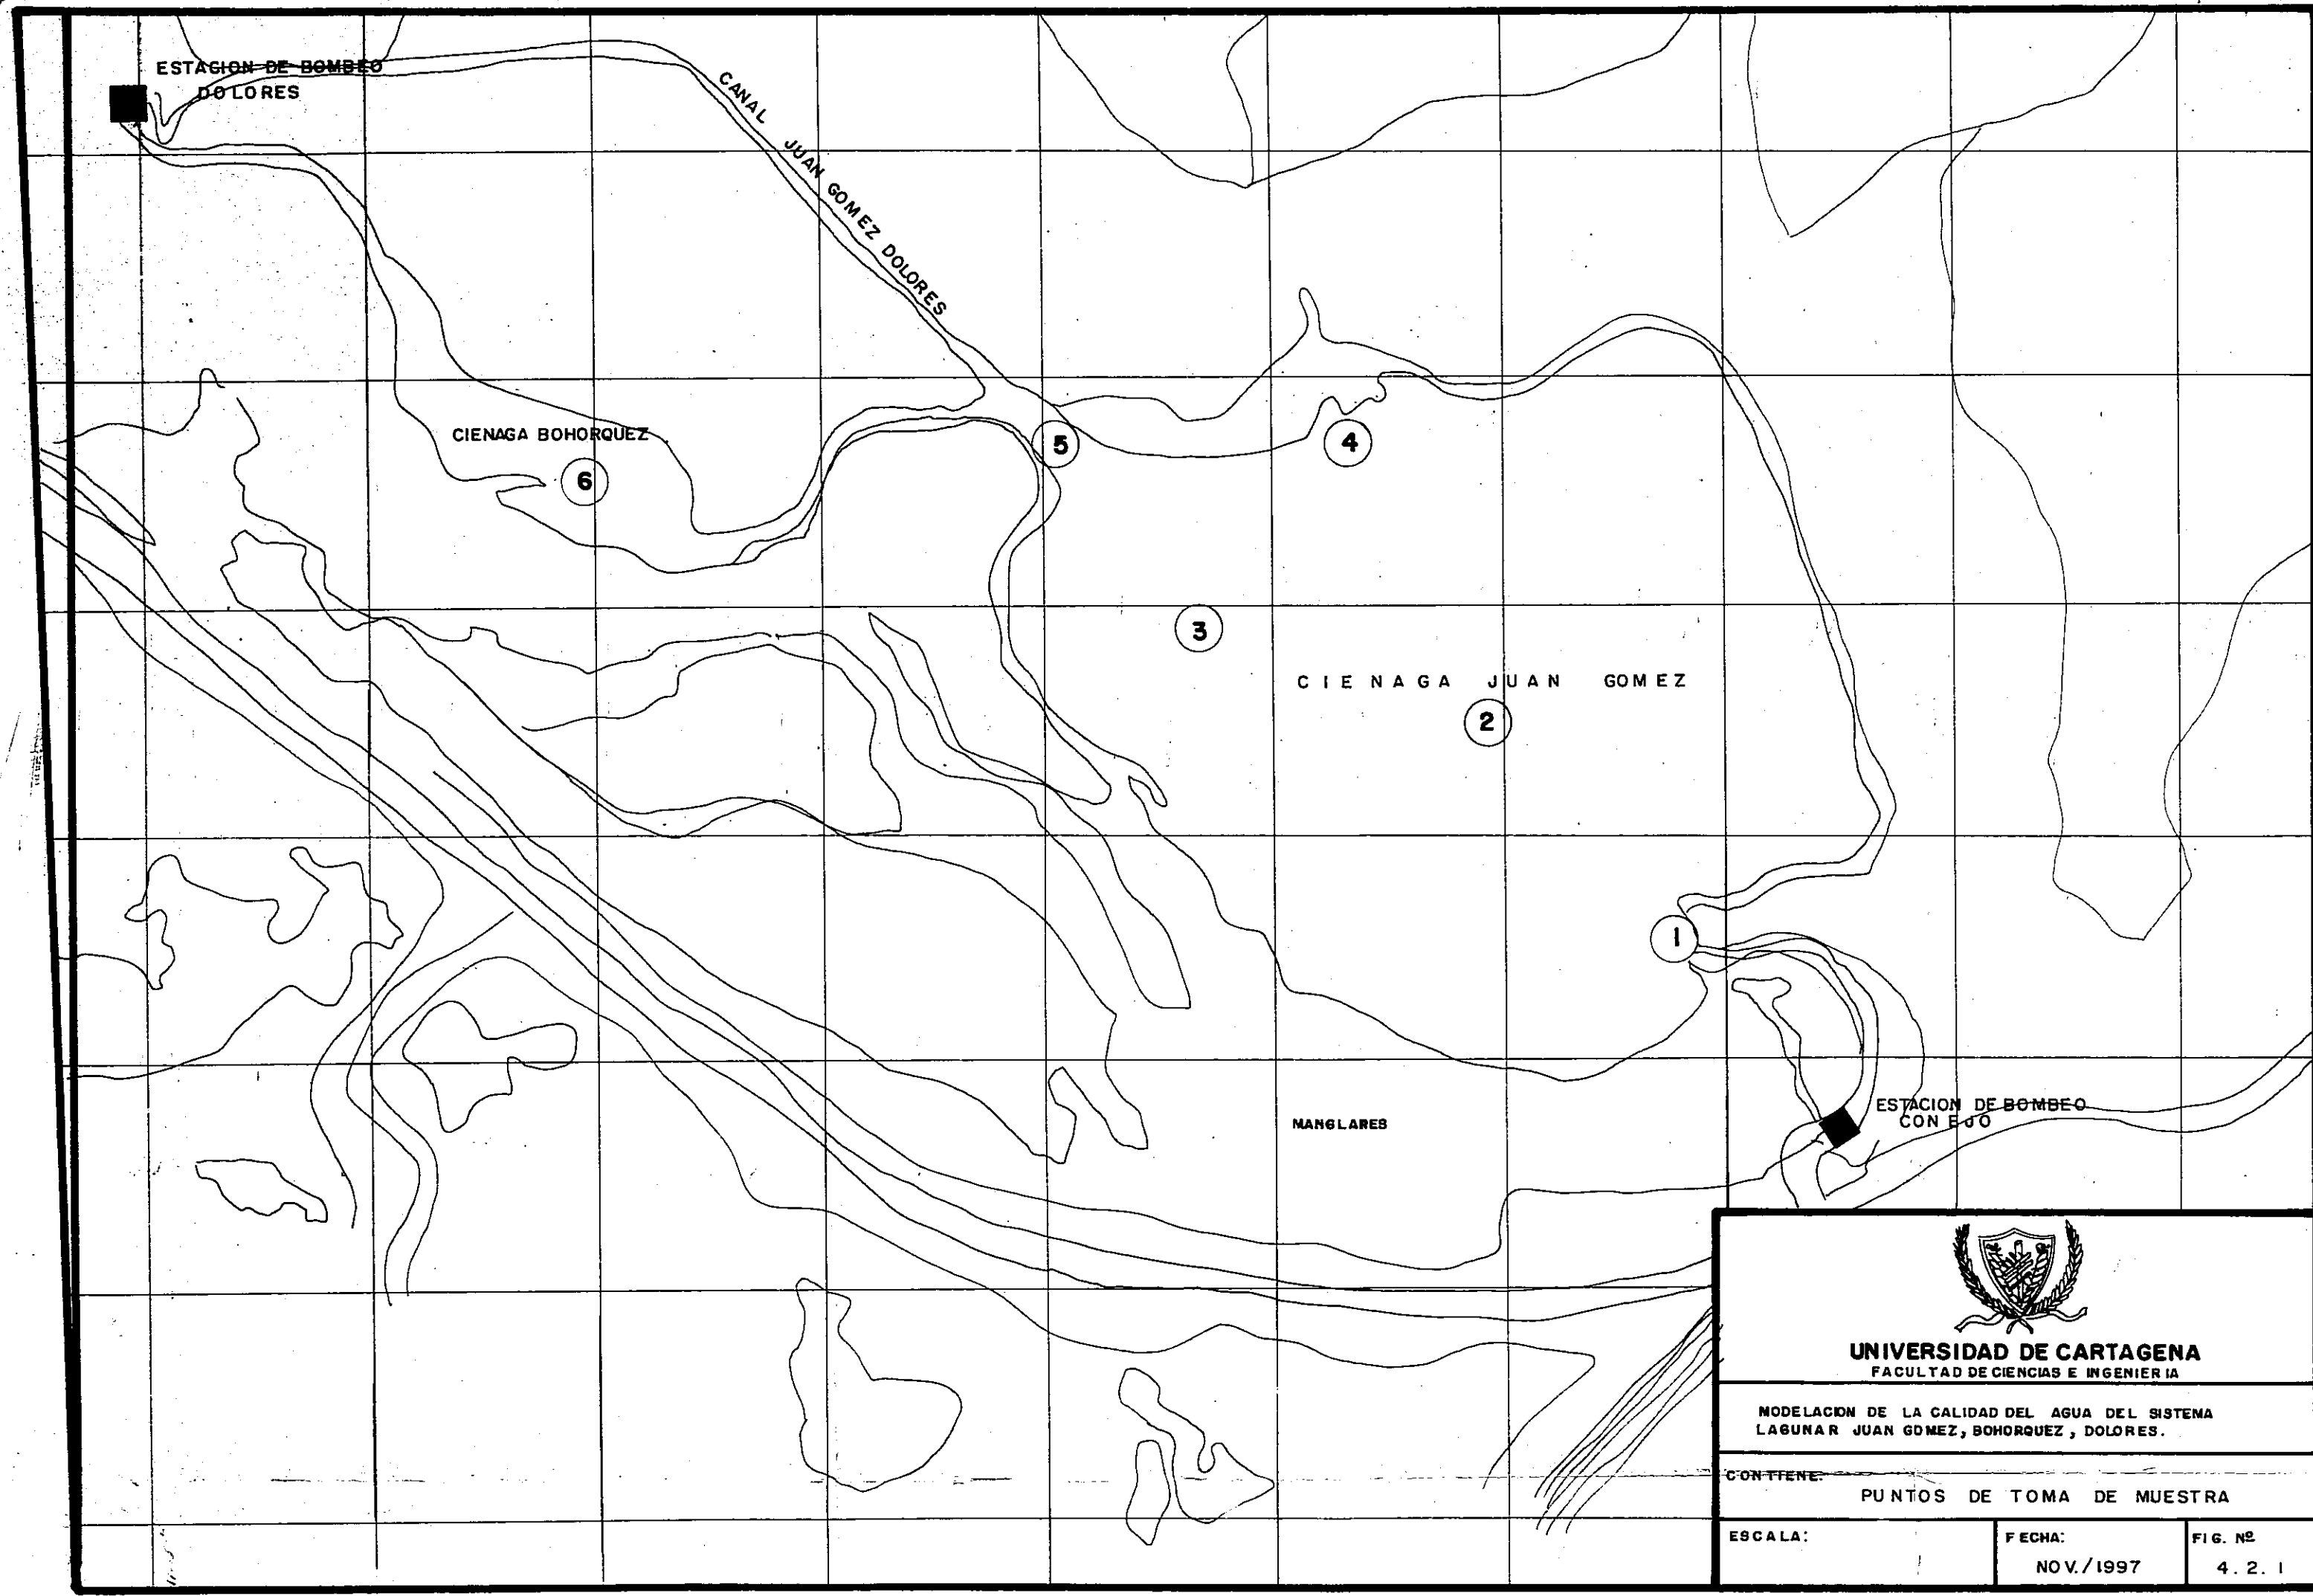 ESTACION DE BOMBEO
DOLORES
CANAL JUAN GOMEZ DOLORES
CIENAGA BOHORQUEZ
6
5
4
3
CIENAGA JUAN GOMEZ
2
1
MANGLARES
ESTACION DE BOMBEO
CONEJO
UNIVERSIDAD DE CARTAGENA
FACULTAD DE CIENCIAS E INGENIERIA
MODELACION DE LA CALIDAD DEL AGUA DEL SISTEMA
LAGUNAR JUAN GOMEZ, BOHORQUEZ, DOLORES.
CONTIENE:
PUNTOS DE TOMA DE MUESTRA
ESCALA:
FECHA:
NOV./1997
FIG. Nº
4.2.1